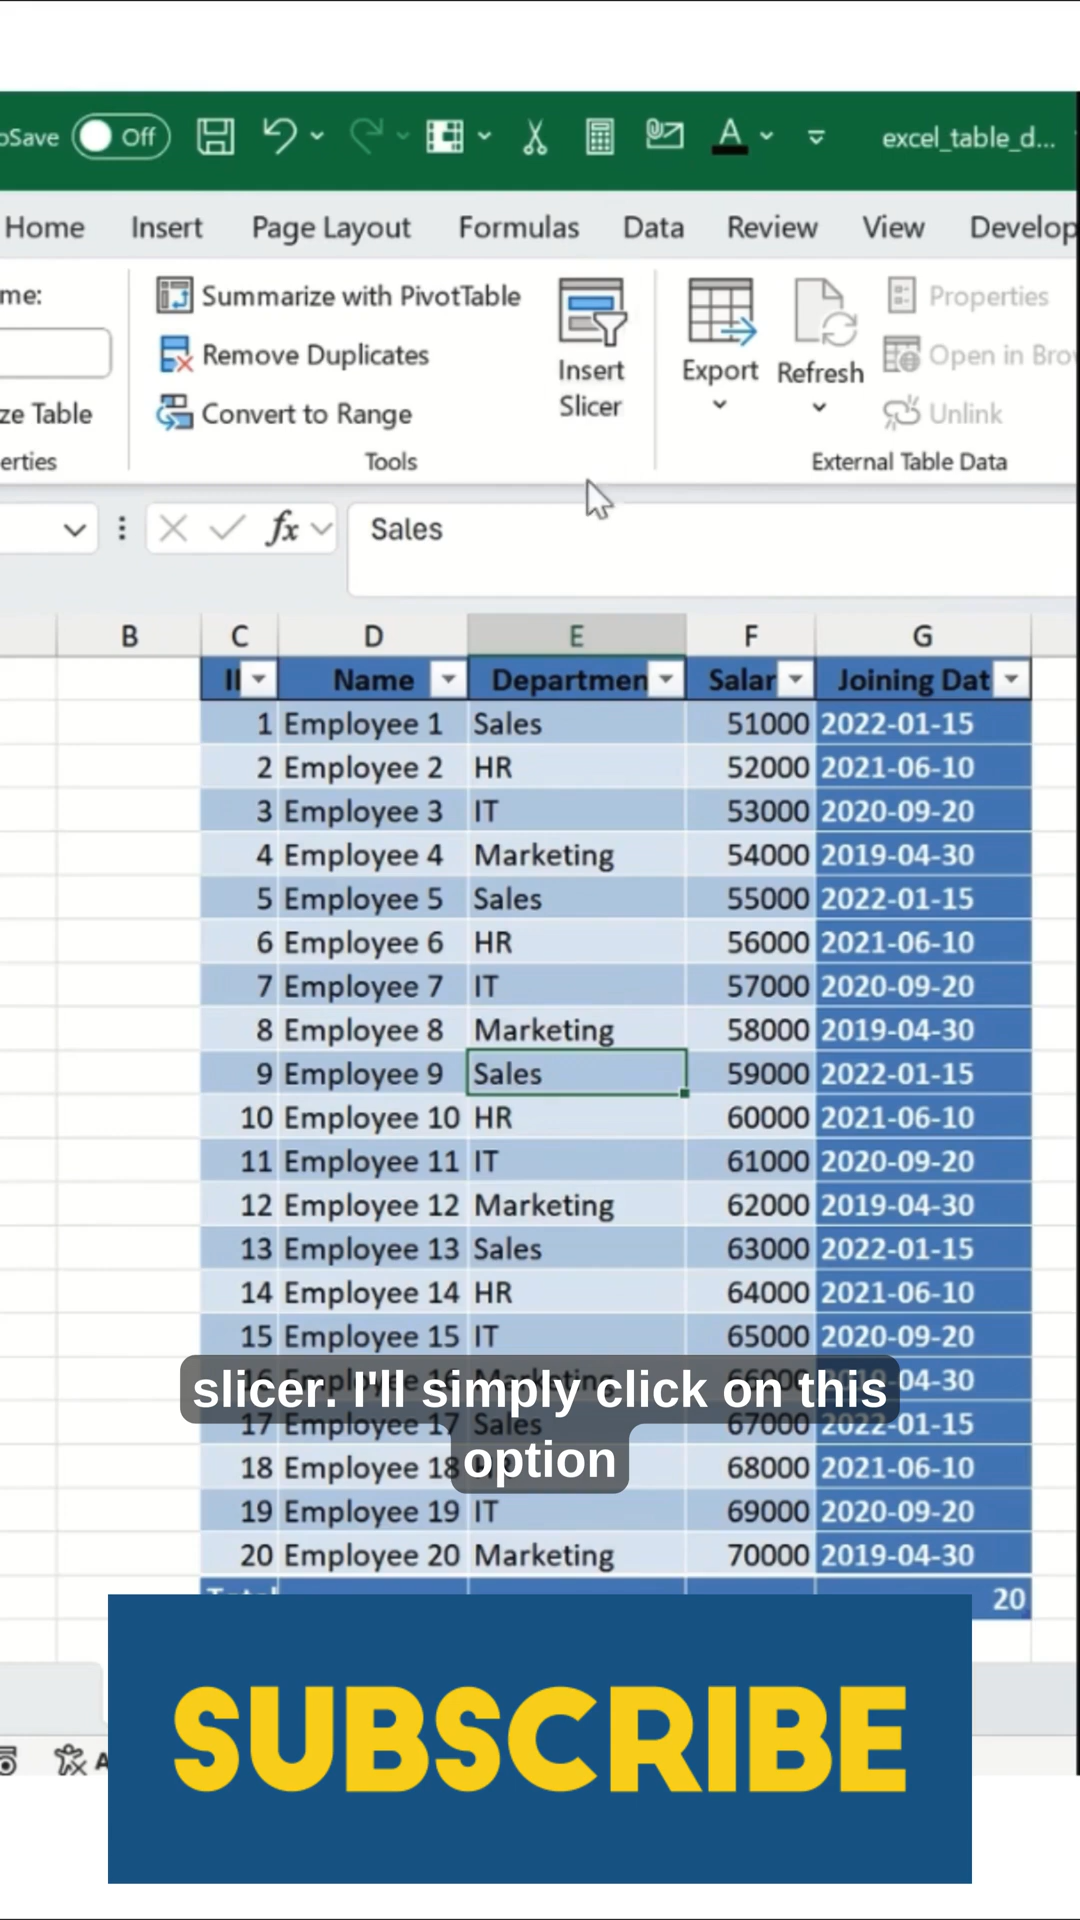 oSave Off excel_table_d...
Home Insert Page Layout Formulas Data Review View Develop
me: Summarize with PivotTable
Remove Duplicates
ze Table Convert to Range
Insert Slicer Export Refresh
Properties
Open in Bro
Unlink
erties Tools External Table Data
fx Sales
B C D E F G
I Name Departmen Salar Joining Dat
1 Employee 1 Sales 51000 2022-01-15
2 Employee 2 HR 52000 2021-06-10
3 Employee 3 IT 53000 2020-09-20
4 Employee 4 Marketing 54000 2019-04-30
5 Employee 5 Sales 55000 2022-01-15
6 Employee 6 HR 56000 2021-06-10
7 Employee 7 IT 57000 2020-09-20
8 Employee 8 Marketing 58000 2019-04-30
9 Employee 9 Sales 59000 2022-01-15
10 Employee 10 HR 60000 2021-06-10
11 Employee 11 IT 61000 2020-09-20
12 Employee 12 Marketing 62000 2019-04-30
13 Employee 13 Sales 63000 2022-01-15
14 Employee 14 HR 64000 2021-06-10
15 Employee 15 IT 65000 2020-09-20
slicer. I'll simply click on this
17 Employee 17 Sales 67000 2022-01-15
option
18 Employee 18 68000 2021-06-10
19 Employee 19 IT 69000 2020-09-20
20 Employee 20 Marketing 70000 2019-04-30
Total 20
A
SUBSCRIBE